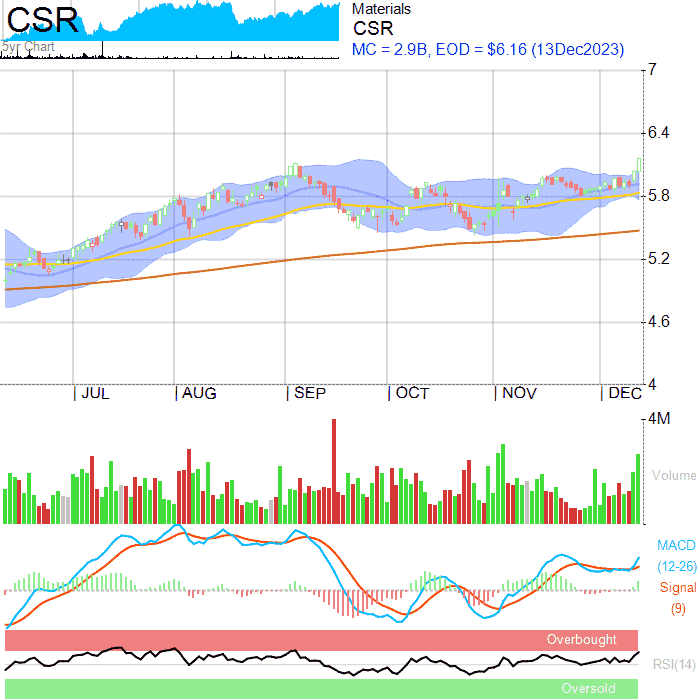 CSR
5yr Chart
Materials
CSR
MC = 2.9B, EOD = $6.16 (13Dec2023)
7
6.4
5.8
5.2
4.6
4
| JUL | AUG | SEP | OCT | NOV | DEC
4M
Volume
MACD
(12-26)
Signal
(9)
Overbought
RSI(14)
Oversold